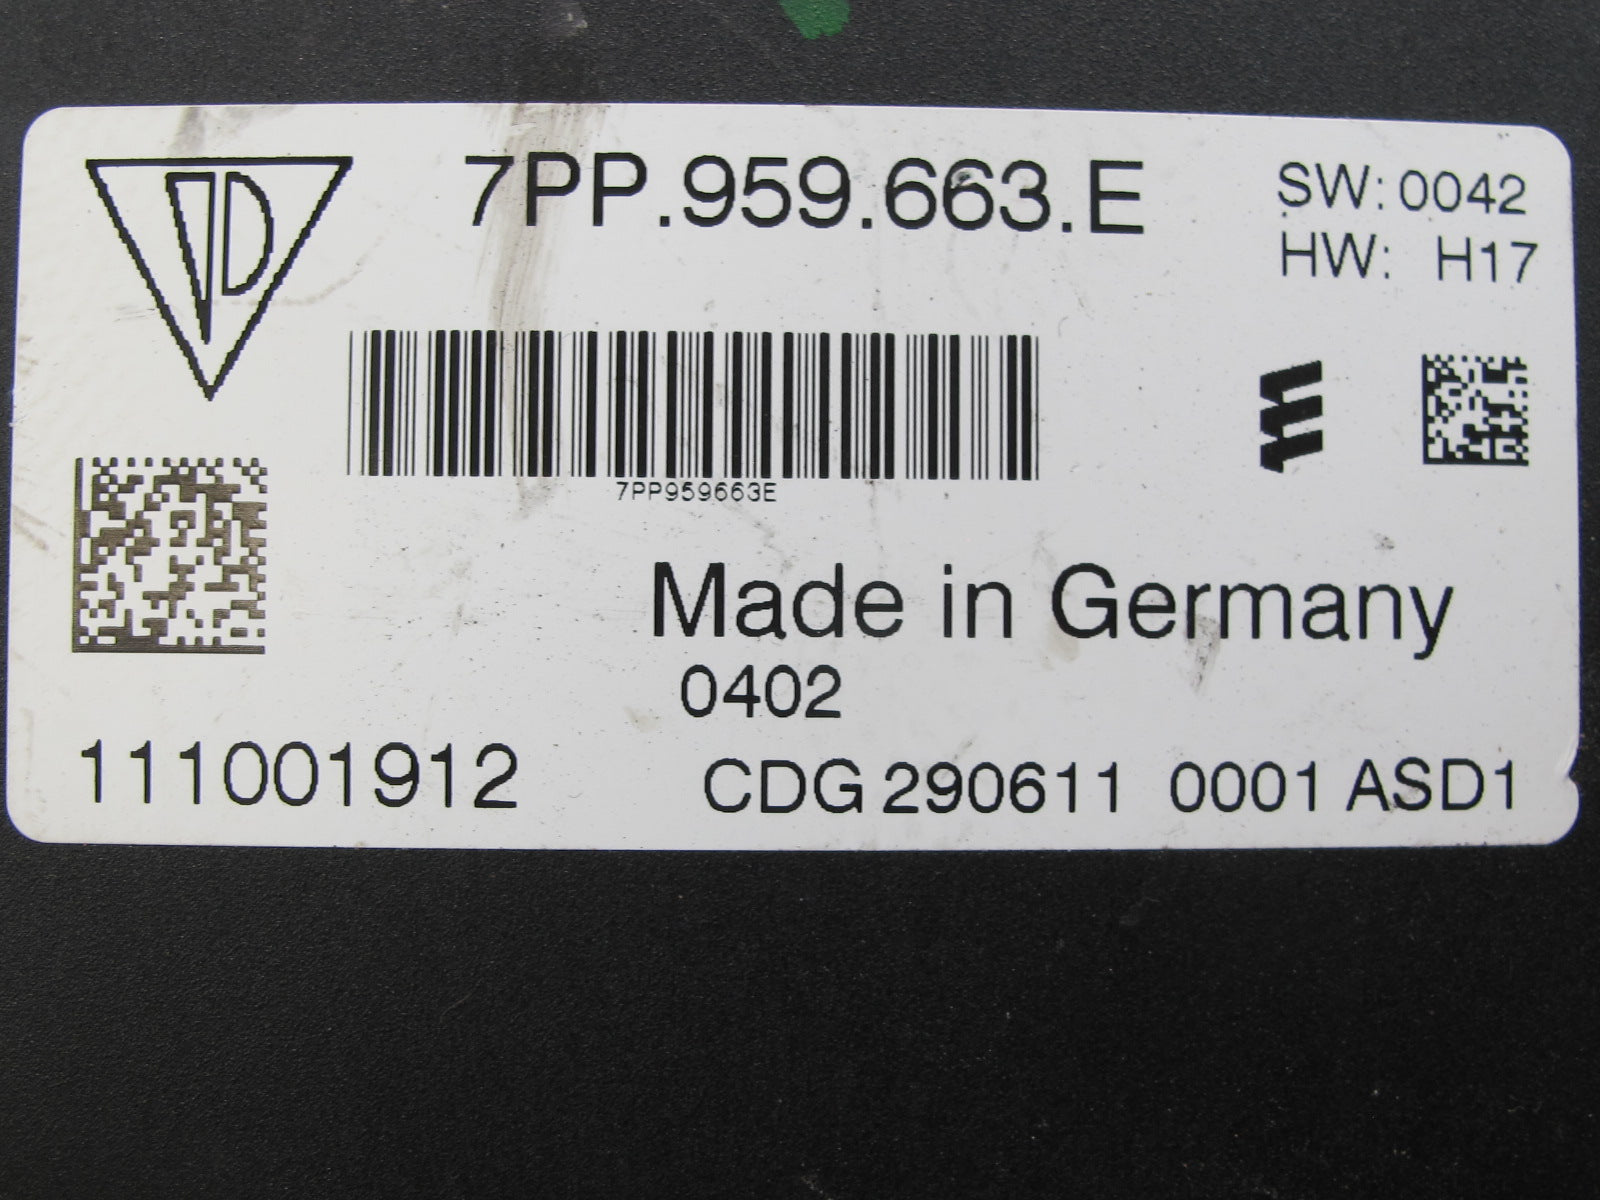 7PP.959.663.E
SW: 0042
HW: H17
7PP959663E
Made in Germany
0402
111001912
CDG 290611 0001 ASD1